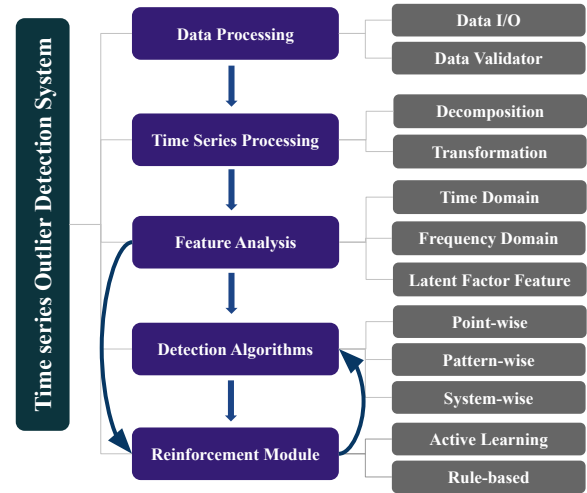 Time series Outlier Detection System
Data Processing
Data I/O
Data Validator
Time Series Processing
Decomposition
Transformation
Feature Analysis
Time Domain
Frequency Domain
Latent Factor Feature
Detection Algorithms
Point-wise
Pattern-wise
System-wise
Reinforcement Module
Active Learning
Rule-based